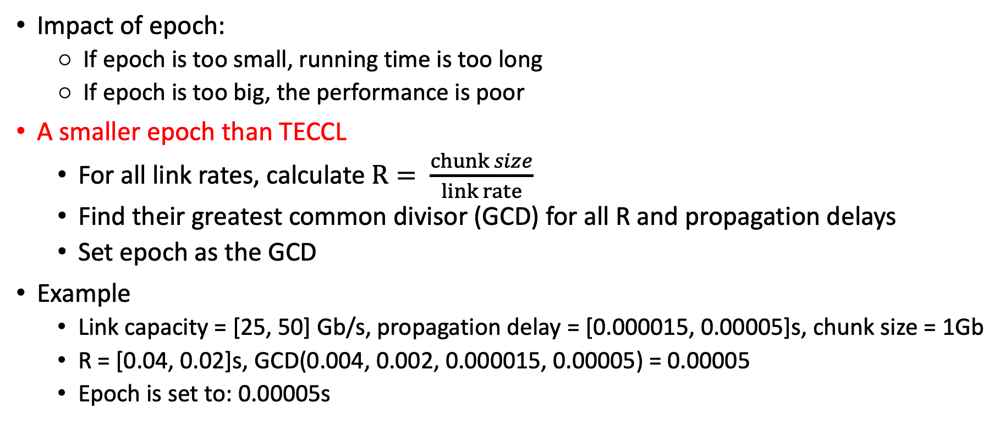 • Impact of epoch:
○ If epoch is too small, running time is too long
○ If epoch is too big, the performance is poor
• A smaller epoch than TECCL
• For all link rates, calculate R = chunk size / link rate
• Find their greatest common divisor (GCD) for all R and propagation delays
• Set epoch as the GCD
• Example
• Link capacity = [25, 50] Gb/s, propagation delay = [0.000015, 0.00005]s, chunk size = 1Gb
• R = [0.04, 0.02]s, GCD(0.004, 0.002, 0.000015, 0.00005) = 0.00005
• Epoch is set to: 0.00005s